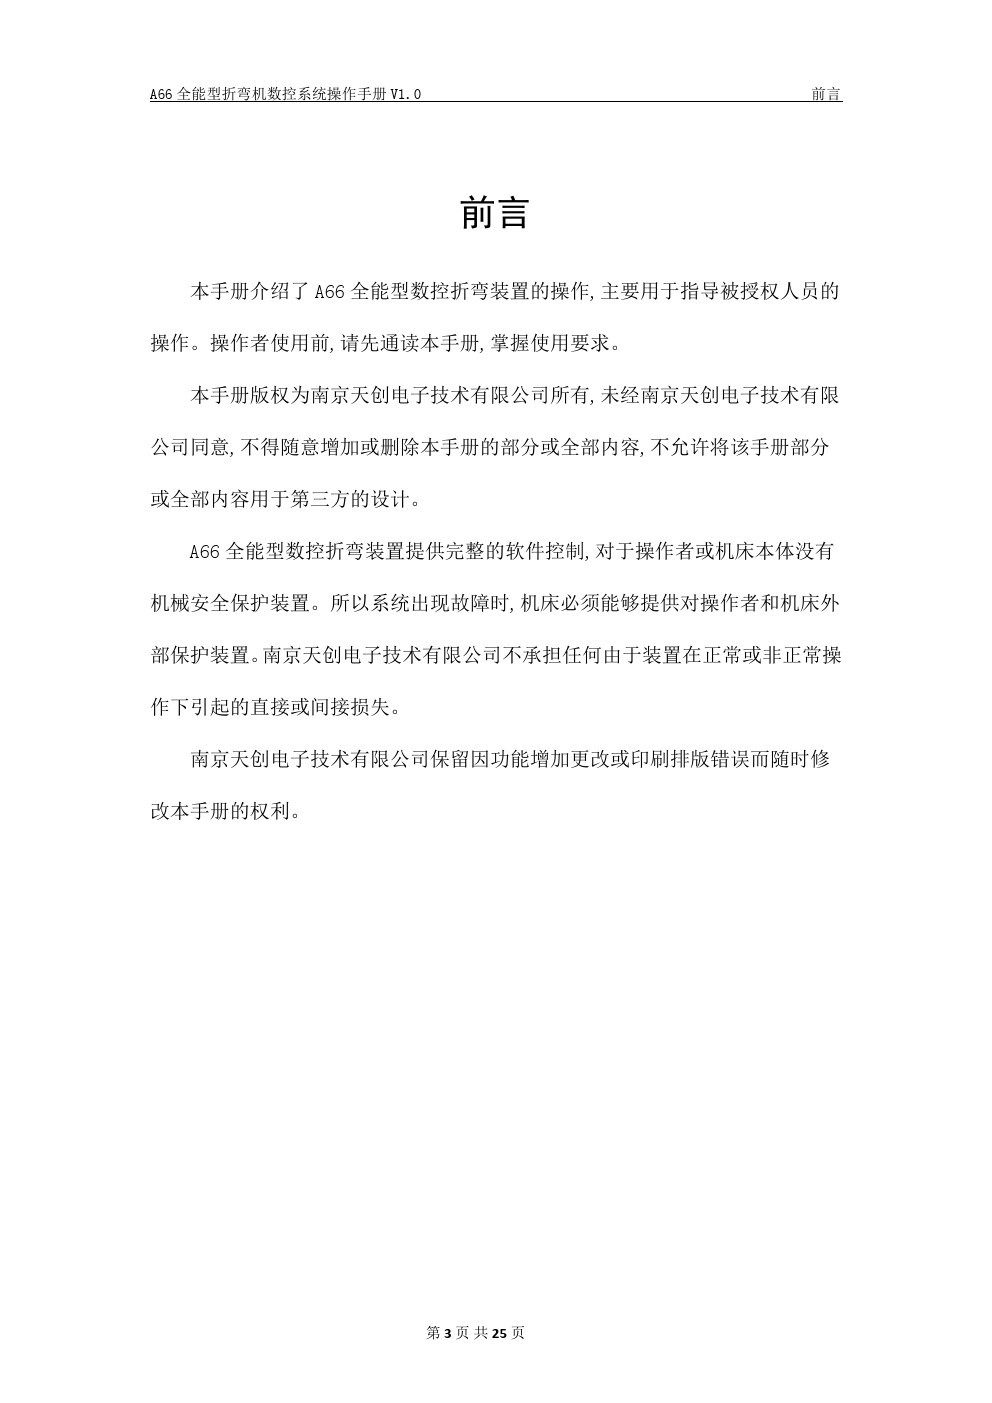 A66 全能型折弯机数控系统操作手册 V1.0 前言
前言
本手册介绍了 A66 全能型数控折弯装置的操作,主要用于指导被授权人员的
操作。操作者使用前,请先通读本手册,掌握使用要求。
本手册版权为南京天创电子技术有限公司所有,未经南京天创电子技术有限
公司同意,不得随意增加或删除本手册的部分或全部内容,不允许将该手册部分
或全部内容用于第三方的设计。
A66 全能型数控折弯装置提供完整的软件控制,对于操作者或机床本体没有
机械安全保护装置。所以系统出现故障时,机床必须能够提供对操作者和机床外
部保护装置。南京天创电子技术有限公司不承担任何由于装置在正常或非正常操
作下引起的直接或间接损失。
南京天创电子技术有限公司保留因功能增加更改或印刷排版错误而随时修
改本手册的权利。
第 3 页 共 25 页